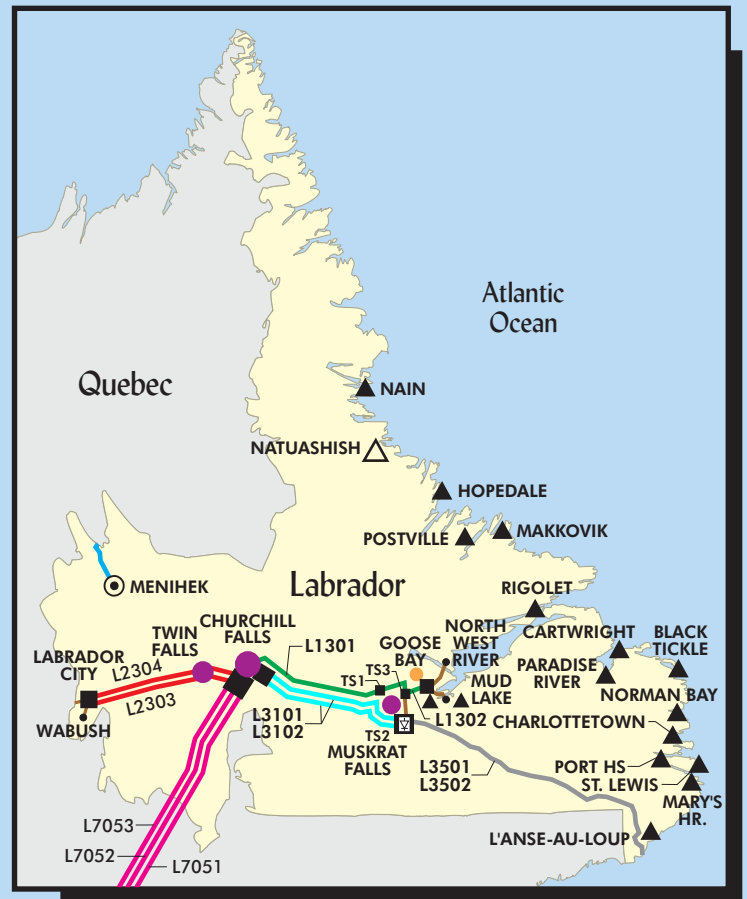 Atlantic
Ocean
Quebec
NAIN
NATUASHISH
HOPEDALE
POSTVILLE
MAKKOVIK
MENIHEK
Labrador
RIGOLET
CHURCHILL
FALLS
TWIN
FALLS
L1301
GOOSE
BAY
NORTH
WEST
RIVER
CARTWRIGHT
BLACK
TICKLE
LABRADOR
CITY
L2304
L2303
TS3
TS1
MUD
LAKE
PARADISE
RIVER
NORMAN BAY
WABUSH
L3101
L3102
L1302
CHARLOTTETOWN
TS2
MUSKRAT
FALLS
L3501
L3502
PORT HS
ST. LEWIS
MARY'S
HR.
L7053
L7052
L7051
L'ANSE-AU-LOUP